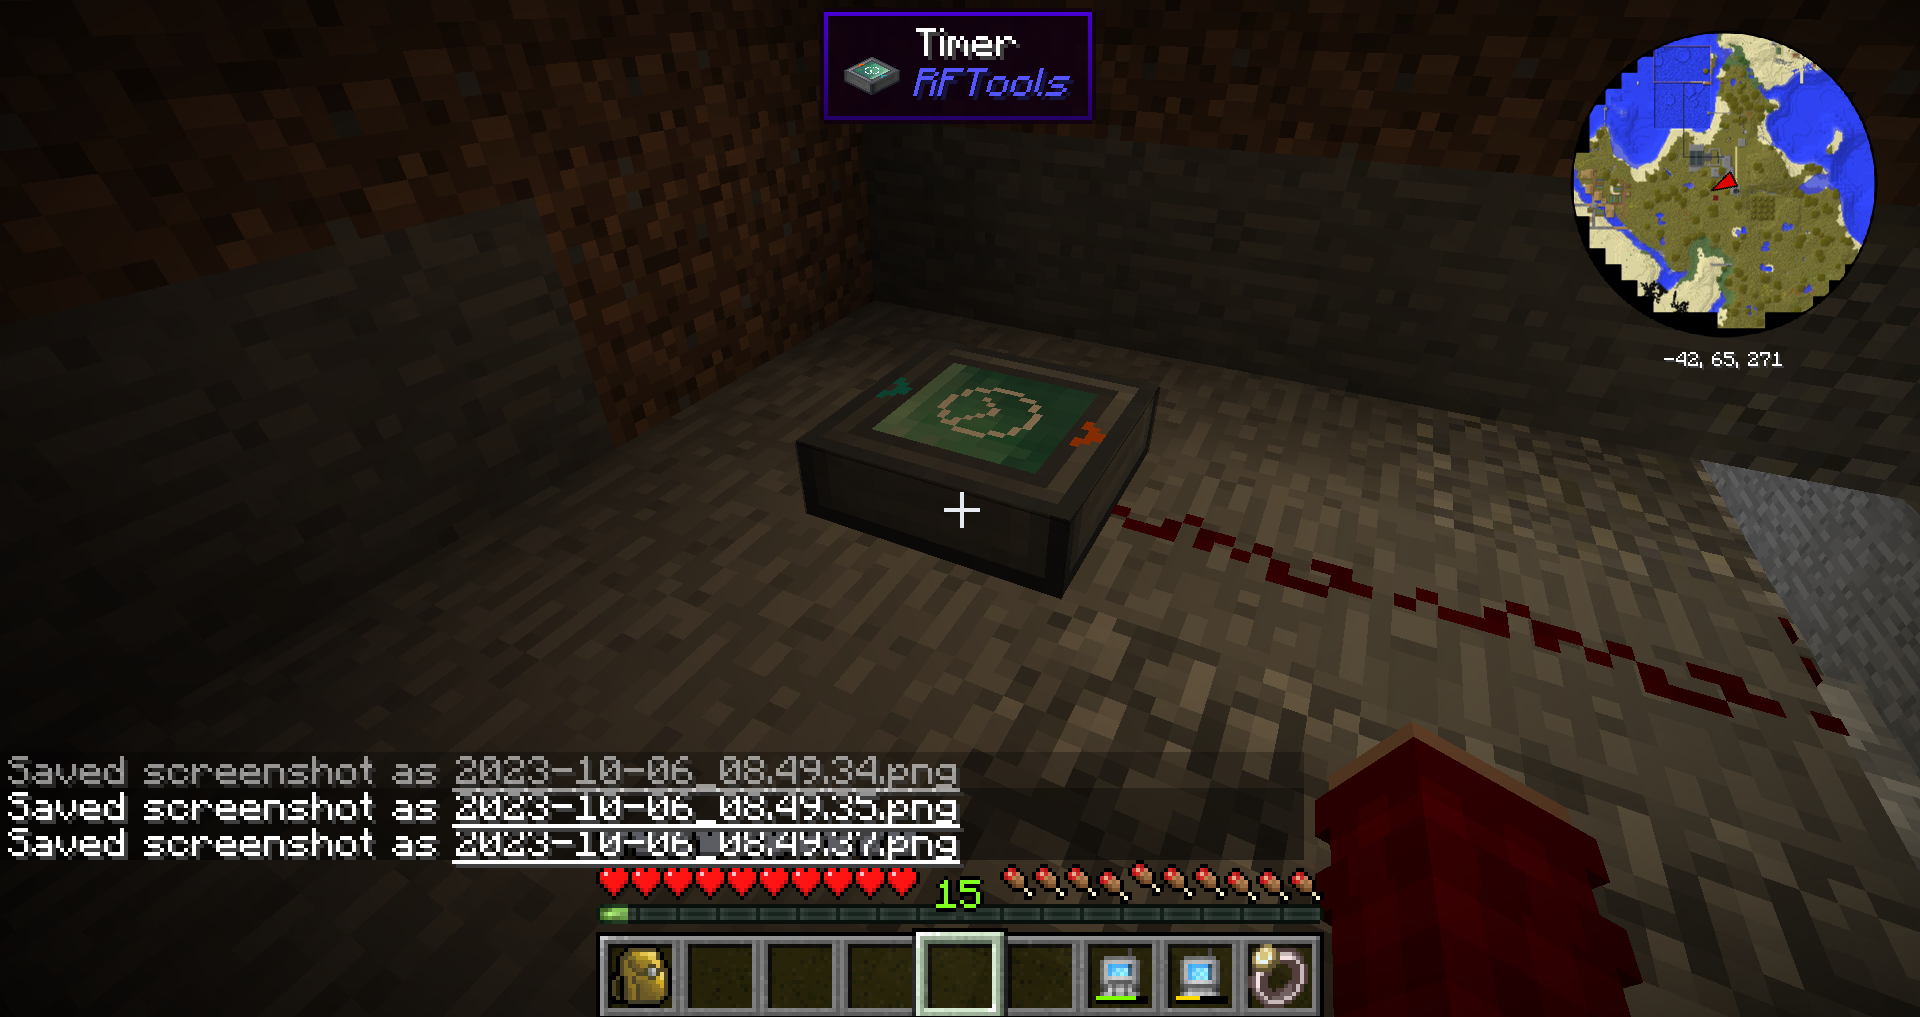 Timer
RFTools
-42, 65, 271
Saved screenshot as 2023-10-06_08.49.34.png
Saved screenshot as 2023-10-06_08.49.35.png
Saved screenshot as 2023-10-06_08.49.37.png
15